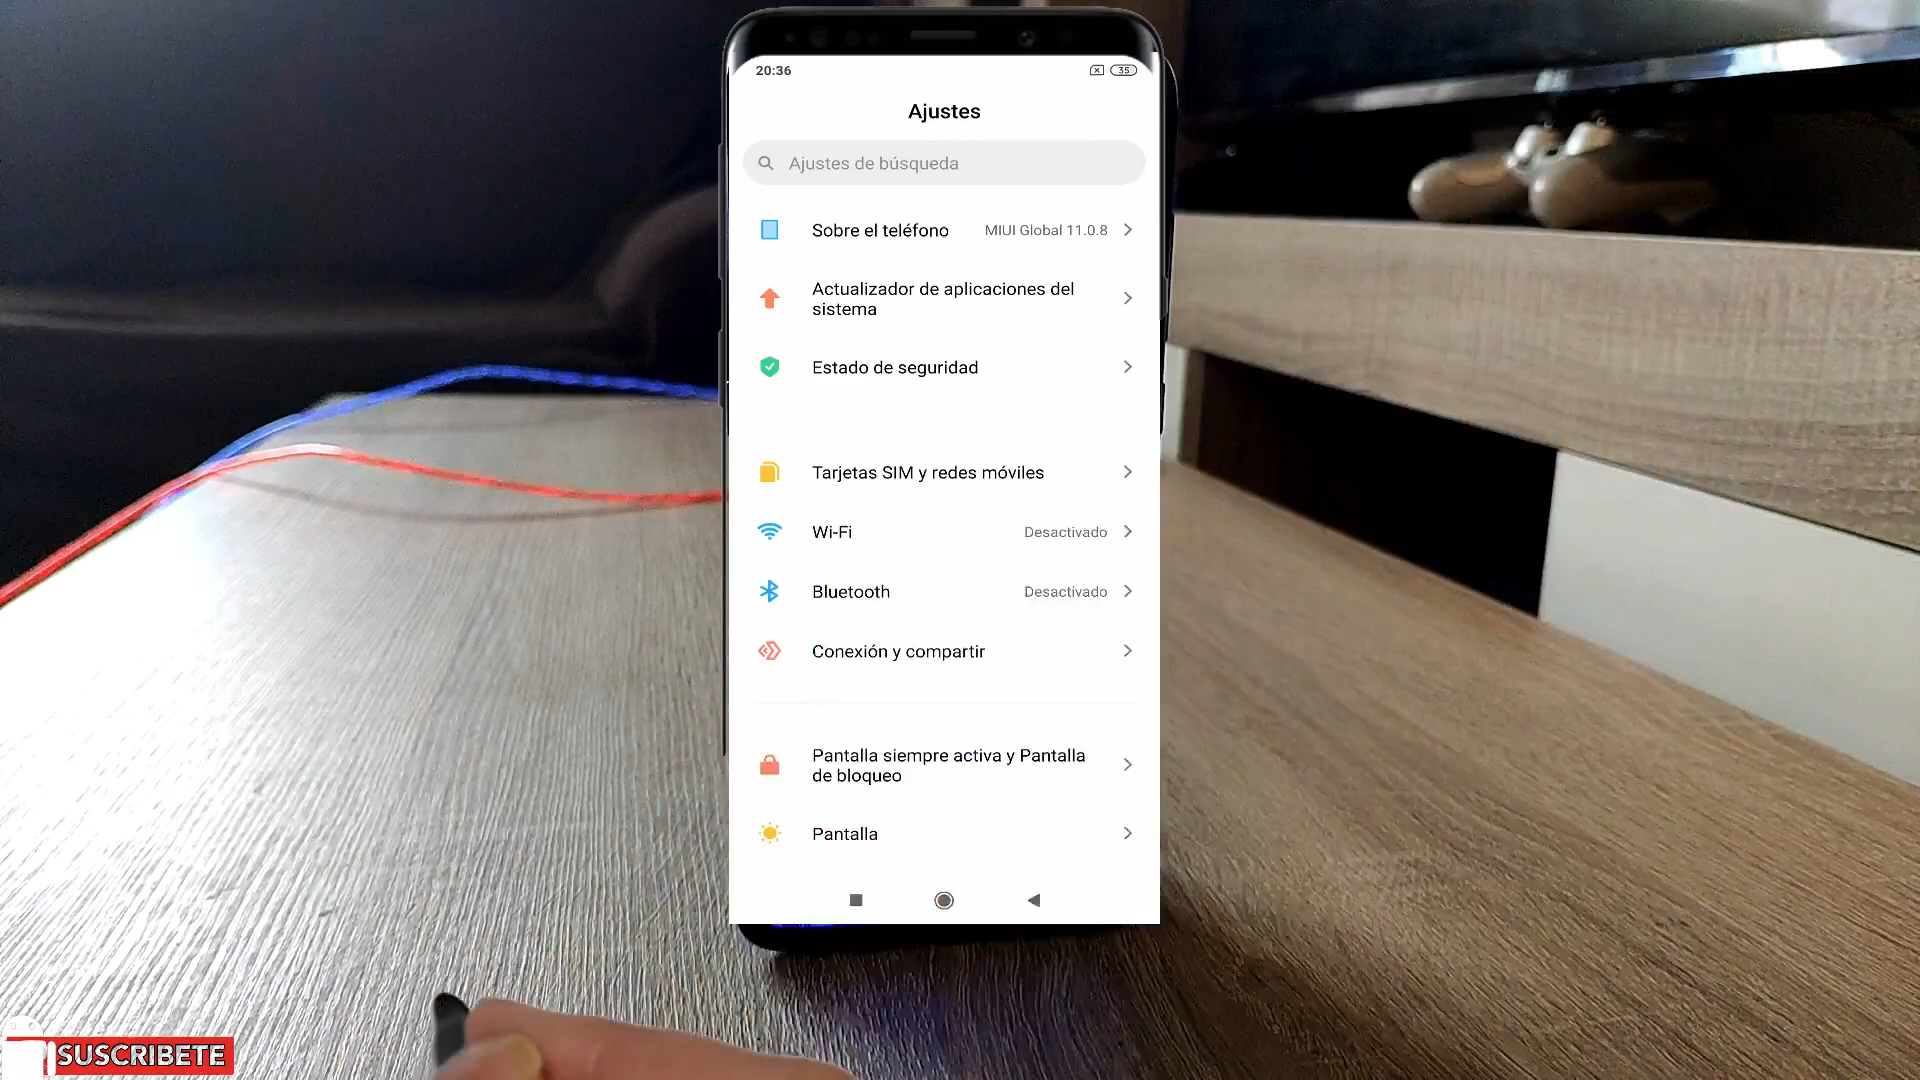 20:36
35
Ajustes
Ajustes de búsqueda
Sobre el teléfono MIUI Global 11.0.8
Actualizador de aplicaciones del
sistema
Estado de seguridad
Tarjetas SIM y redes móviles
Wi-Fi Desactivado
Bluetooth Desactivado
Conexión y compartir
Pantalla siempre activa y Pantalla
de bloqueo
Pantalla
SUSCRIBETE